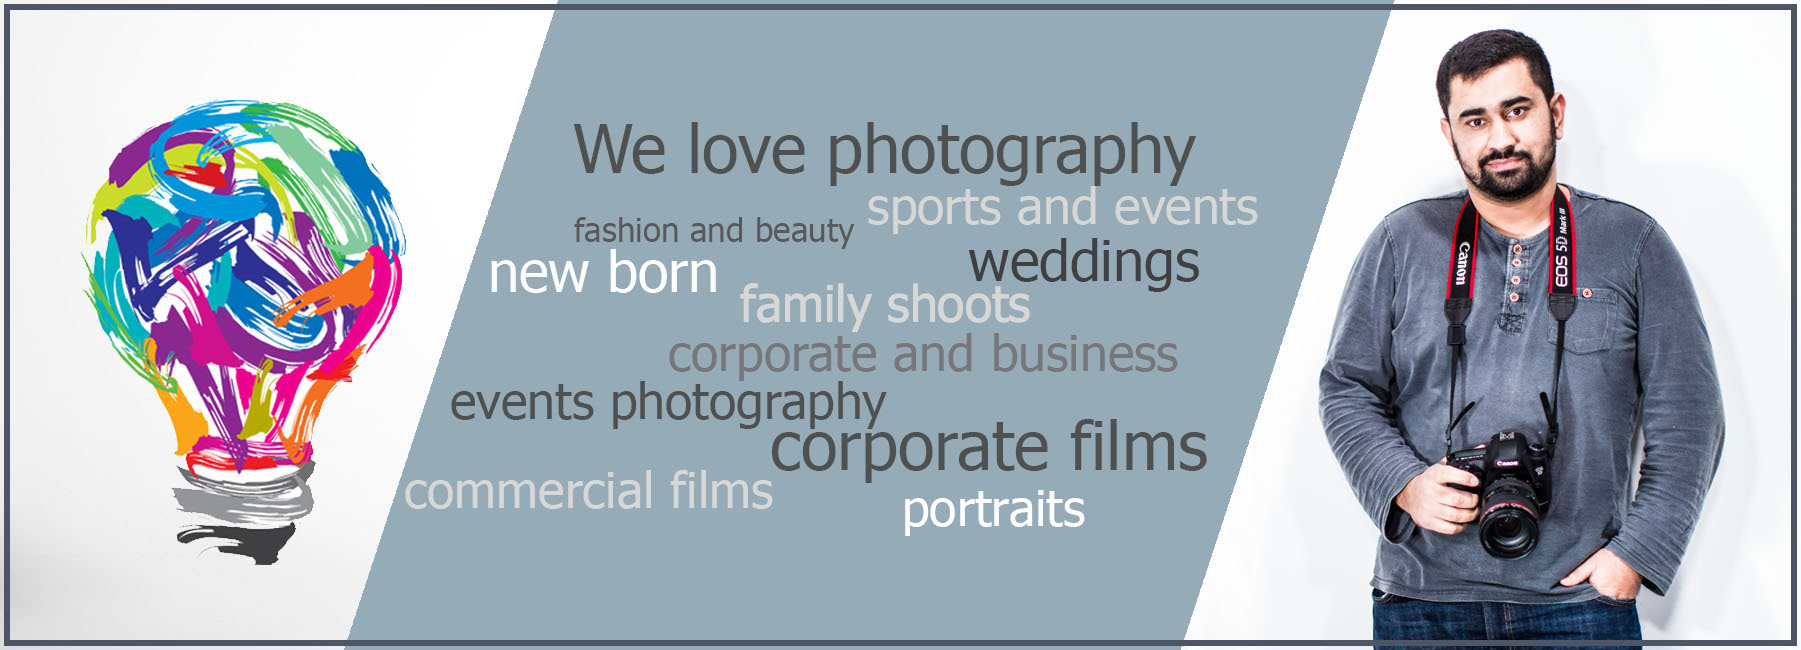 We love photography
sports and events
fashion and beauty
weddings
new born
family shoots
corporate and business
events photography
corporate films
commercial films
portraits
Canon
EOS 5D Mark III
Canon